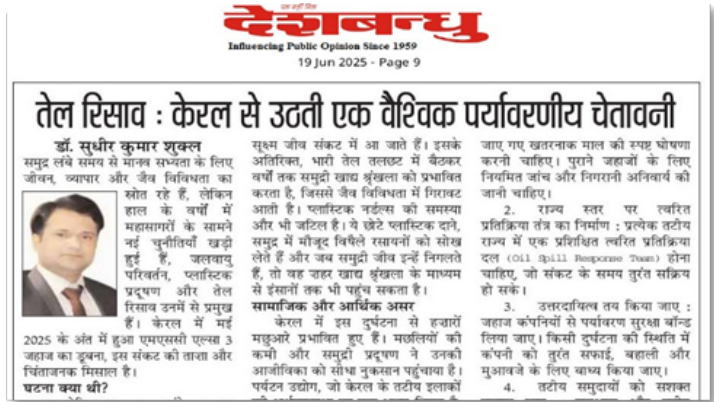 देशबन्धु
Influencing Public Opinion Since 1959
19 Jun 2025 - Page 9
तेल रिसाव : केरल से उठती एक वैश्विक पर्यावरणीय चेतावनी
डॉ. सुधीर कुमार शुक्ल
समुद्र लंबे समय से मानव सभ्यता के लिए
जीवन, व्यापार और जैव विविधता का
स्रोत रहे हैं, लेकिन
हाल के वर्षों में
महासागरों के सामने
नई चुनौतियाँ खड़ी
हुई हैं, जलवायु
परिवर्तन, प्लास्टिक
प्रदूषण और तेल
रिसाव उनमें से प्रमुख
हैं। केरल में मई
2025 के अंत में हुआ एमएससी एल्सा 3
जहाज का डूबना, इस संकट की ताज़ा और
चिंताजनक मिसाल है।
घटना क्या थी?
सूक्ष्म जीव संकट में आ जाते हैं। इसके
अतिरिक्त, भारी तेल तलछट में बैठकर
वर्षों तक समुद्री खाद्य श्रृंखला को प्रभावित
करता है, जिससे जैव विविधता में गिरावट
आती है। प्लास्टिक नर्डल्स की समस्या
और भी जटिल है। ये छोटे प्लास्टिक दाने,
समुद्र में मौजूद विषैले रसायनों को सोख
लेते हैं और जब समुद्री जीव इन्हें निगलते
हैं, तो वह ज़हर खाद्य श्रृंखला के माध्यम
से इंसानों तक भी पहुंच सकता है।
सामाजिक और आर्थिक असर
केरल में इस दुर्घटना से हज़ारों
मछुआरे प्रभावित हुए हैं। मछलियों की
कमी और समुद्री प्रदूषण ने उनकी
आजीविका को सीधा नुकसान पहुंचाया है।
पर्यटन उद्योग, जो केरल के तटीय इलाकों
जाए गए खतरनाक माल की स्पष्ट घोषणा
करनी चाहिए। पुराने जहाजों के लिए
नियमित जांच और निगरानी अनिवार्य की
जानी चाहिए।
2. राज्य स्तर पर त्वरित
प्रतिक्रिया तंत्र का निर्माण : प्रत्येक तटीय
राज्य में एक प्रशिक्षित त्वरित प्रतिक्रिया
दल (Oil Spill Response Team) होना
चाहिए, जो संकट के समय तुरंत सक्रिय
हो सके।
3. उत्तरदायित्व तय किया जाए :
जहाज कंपनियों से पर्यावरण सुरक्षा बॉन्ड
लिया जाए। किसी दुर्घटना की स्थिति में
कंपनी को तुरंत सफाई, बहाली और
मुआवजे के लिए बाध्य किया जाए।
4. तटीय समुदायों को सशक्त